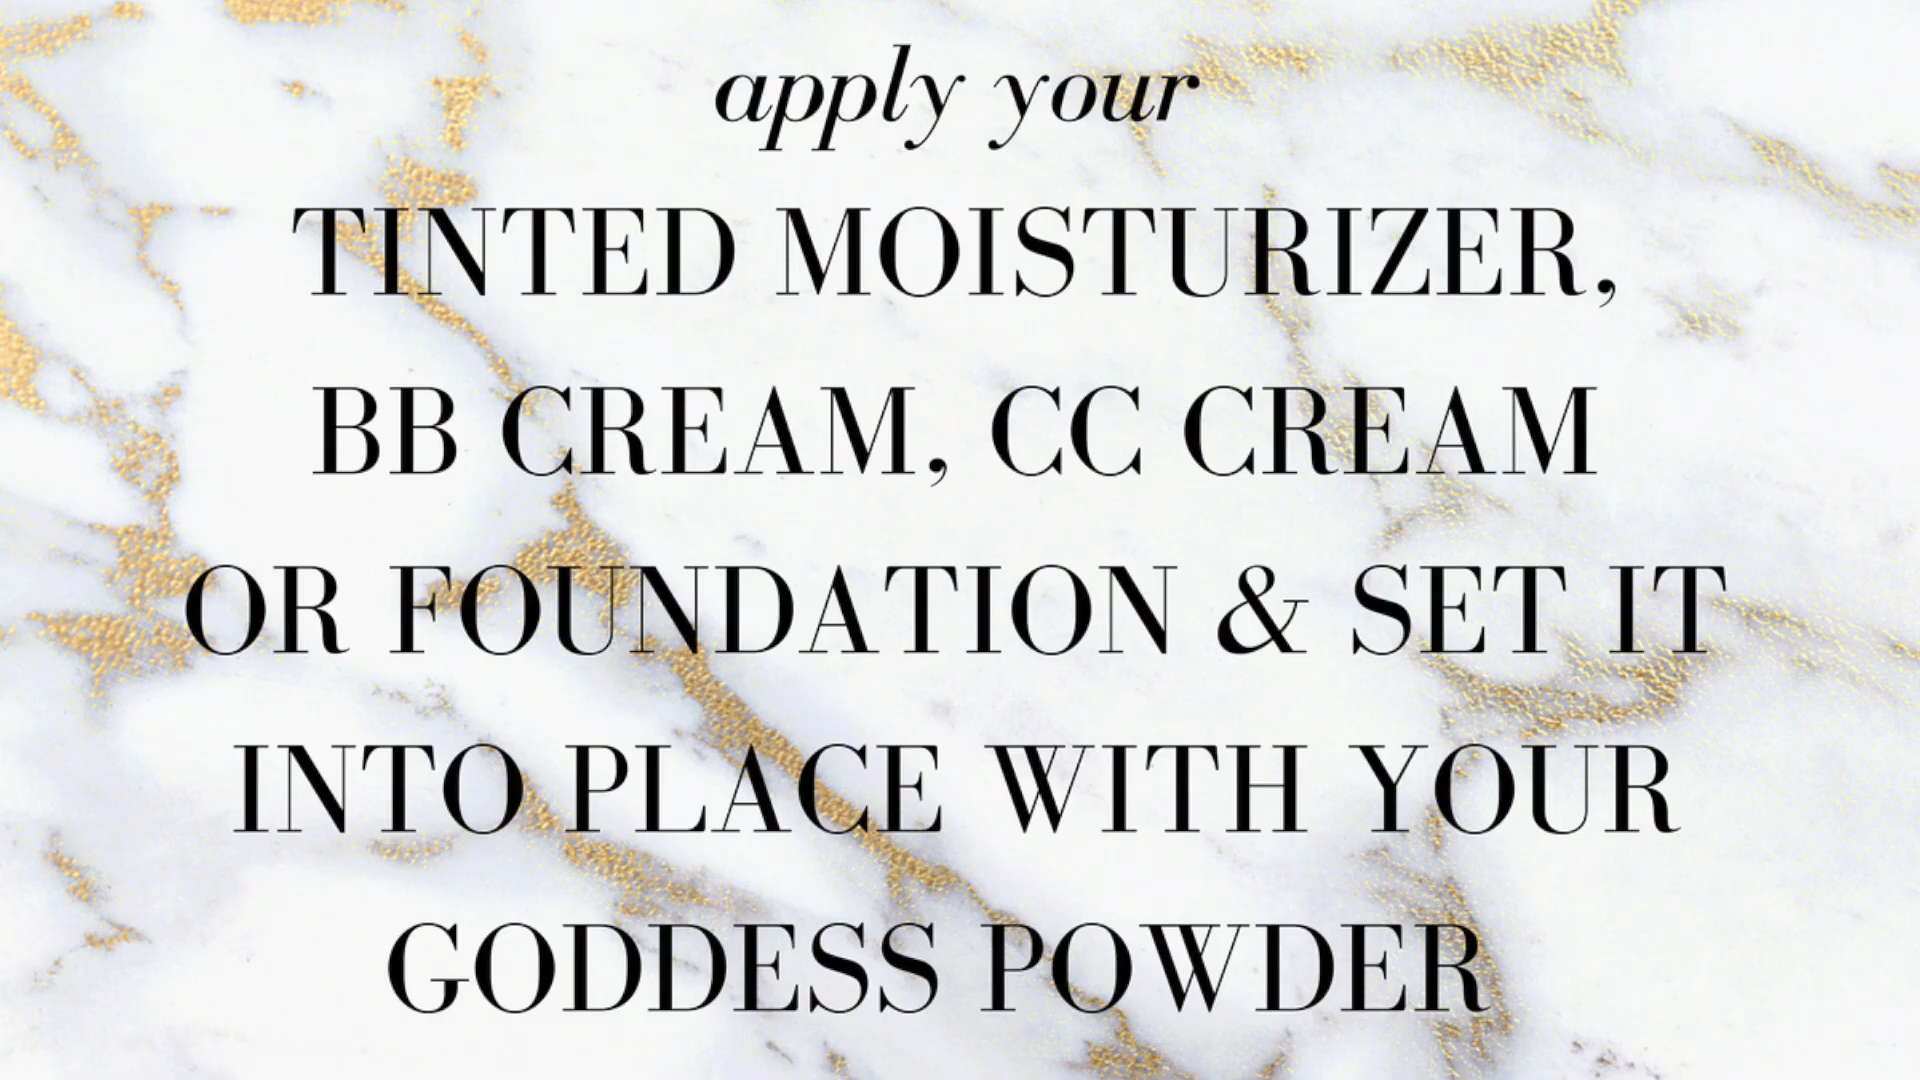 apply your
TINTED MOISTURIZER,
BB CREAM, CC CREAM
OR FOUNDATION & SET IT
INTO PLACE WITH YOUR
GODDESS POWDER